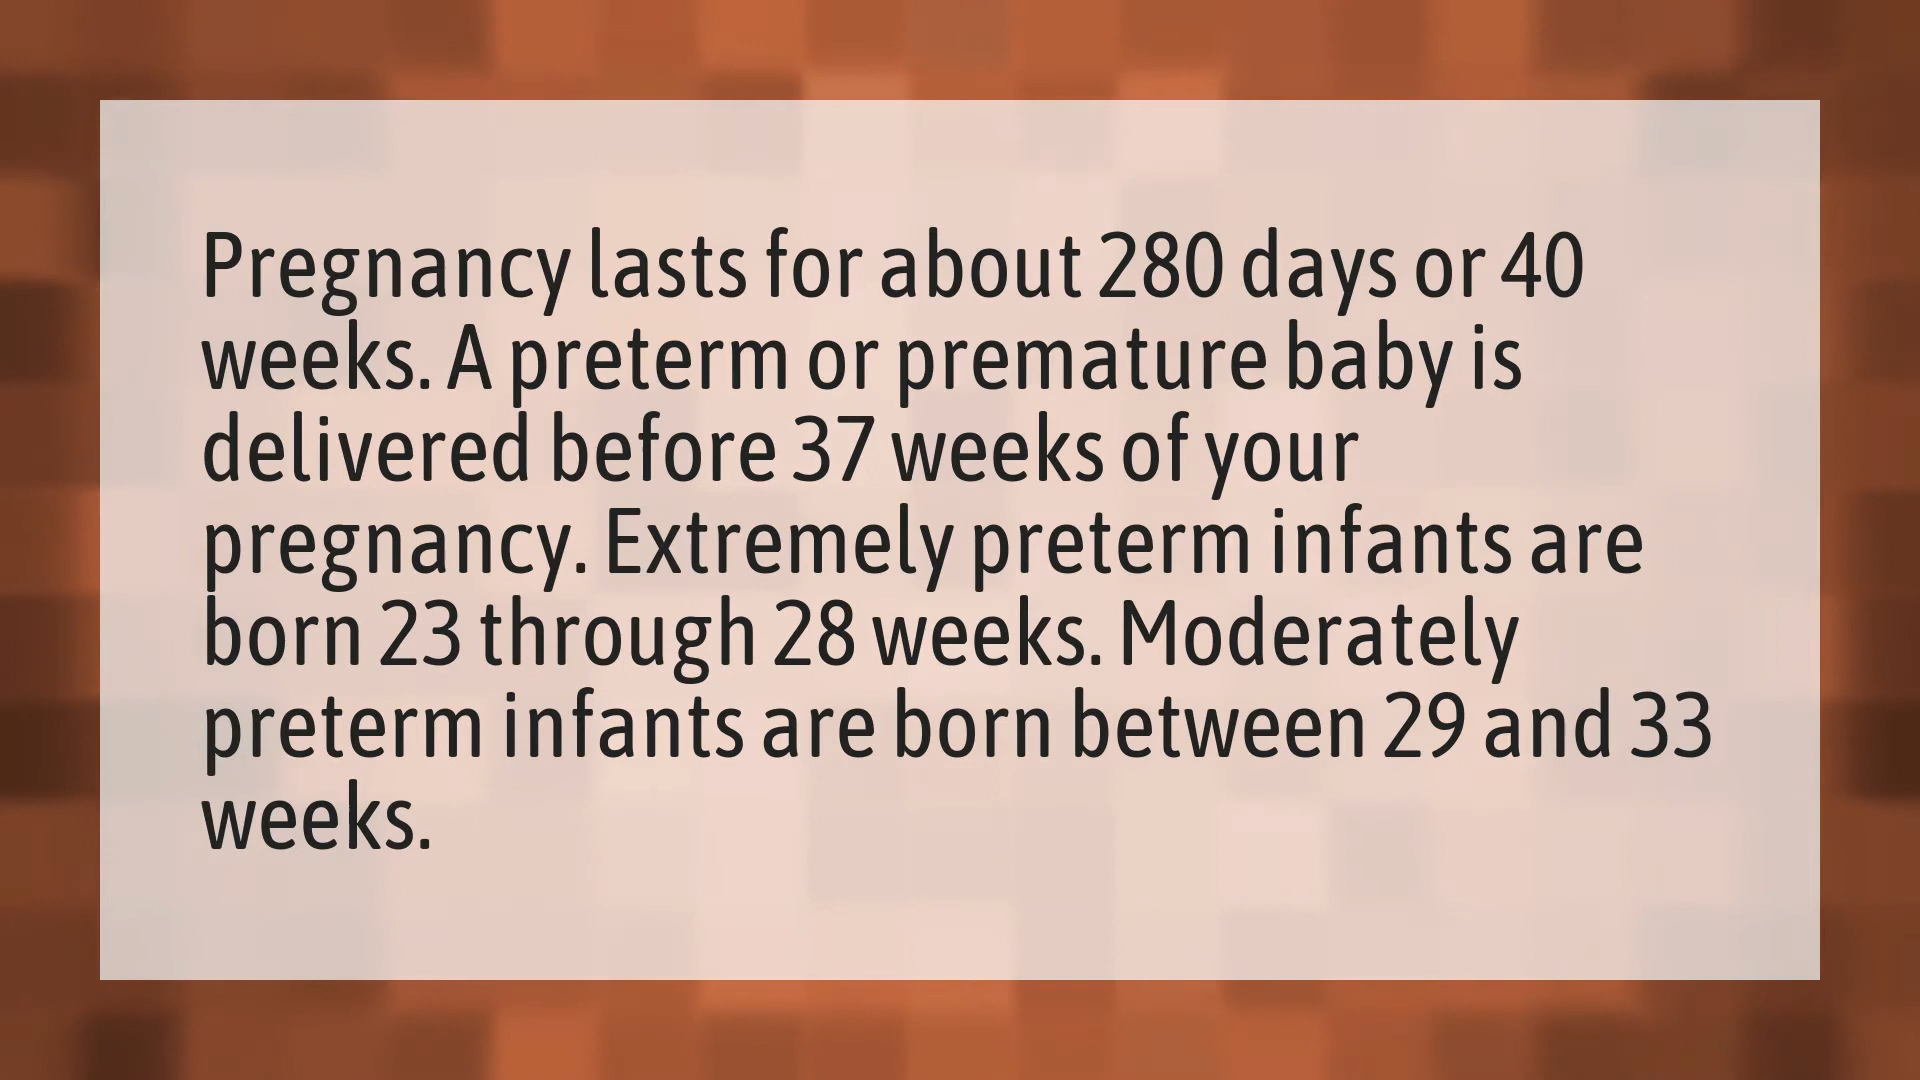 Pregnancy lasts for about 280 days or 40
weeks. A preterm or premature baby is
delivered before 37 weeks of your
pregnancy. Extremely preterm infants are
born 23 through 28 weeks. Moderately
preterm infants are born between 29 and 33
weeks.